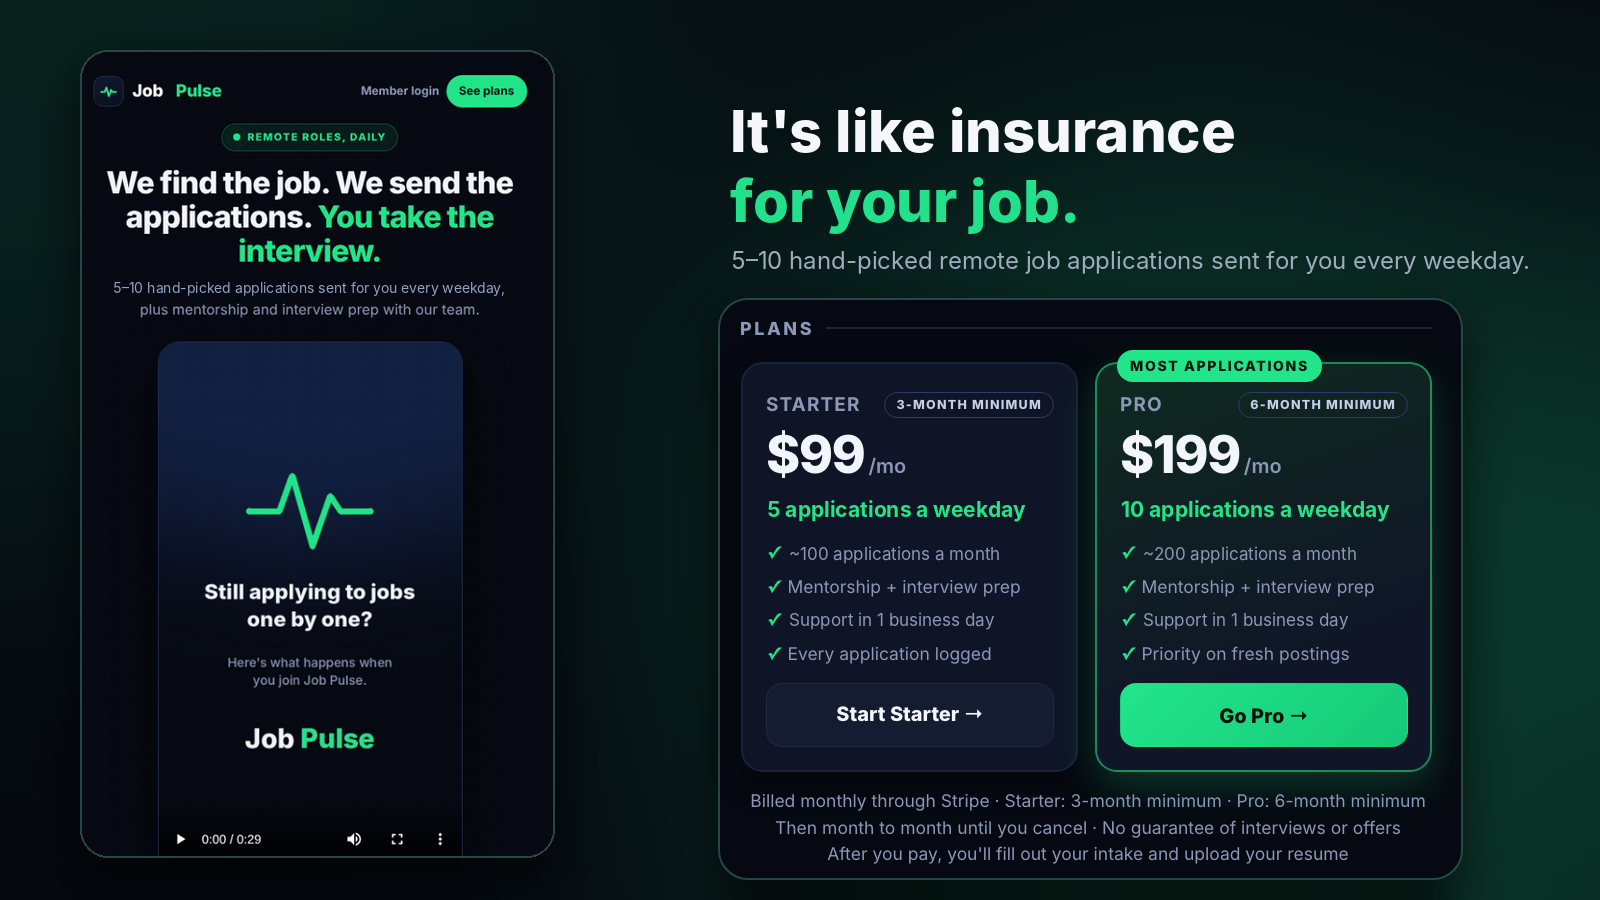 Job Pulse
Member login
See plans
REMOTE ROLES, DAILY
We find the job. We send the
applications. You take the
interview.
5–10 hand-picked applications sent for you every weekday,
plus mentorship and interview prep with our team.
Still applying to jobs
one by one?
Here's what happens when
you join Job Pulse.
Job Pulse
0:00 / 0:29
It's like insurance
for your job.
5–10 hand-picked remote job applications sent for you every weekday.
PLANS
STARTER
3-MONTH MINIMUM
$99 /mo
5 applications a weekday
✓ ~100 applications a month
✓ Mentorship + interview prep
✓ Support in 1 business day
✓ Every application logged
Start Starter →
MOST APPLICATIONS
PRO
6-MONTH MINIMUM
$199 /mo
10 applications a weekday
✓ ~200 applications a month
✓ Mentorship + interview prep
✓ Support in 1 business day
✓ Priority on fresh postings
Go Pro →
Billed monthly through Stripe · Starter: 3-month minimum · Pro: 6-month minimum
Then month to month until you cancel · No guarantee of interviews or offers
After you pay, you'll fill out your intake and upload your resume